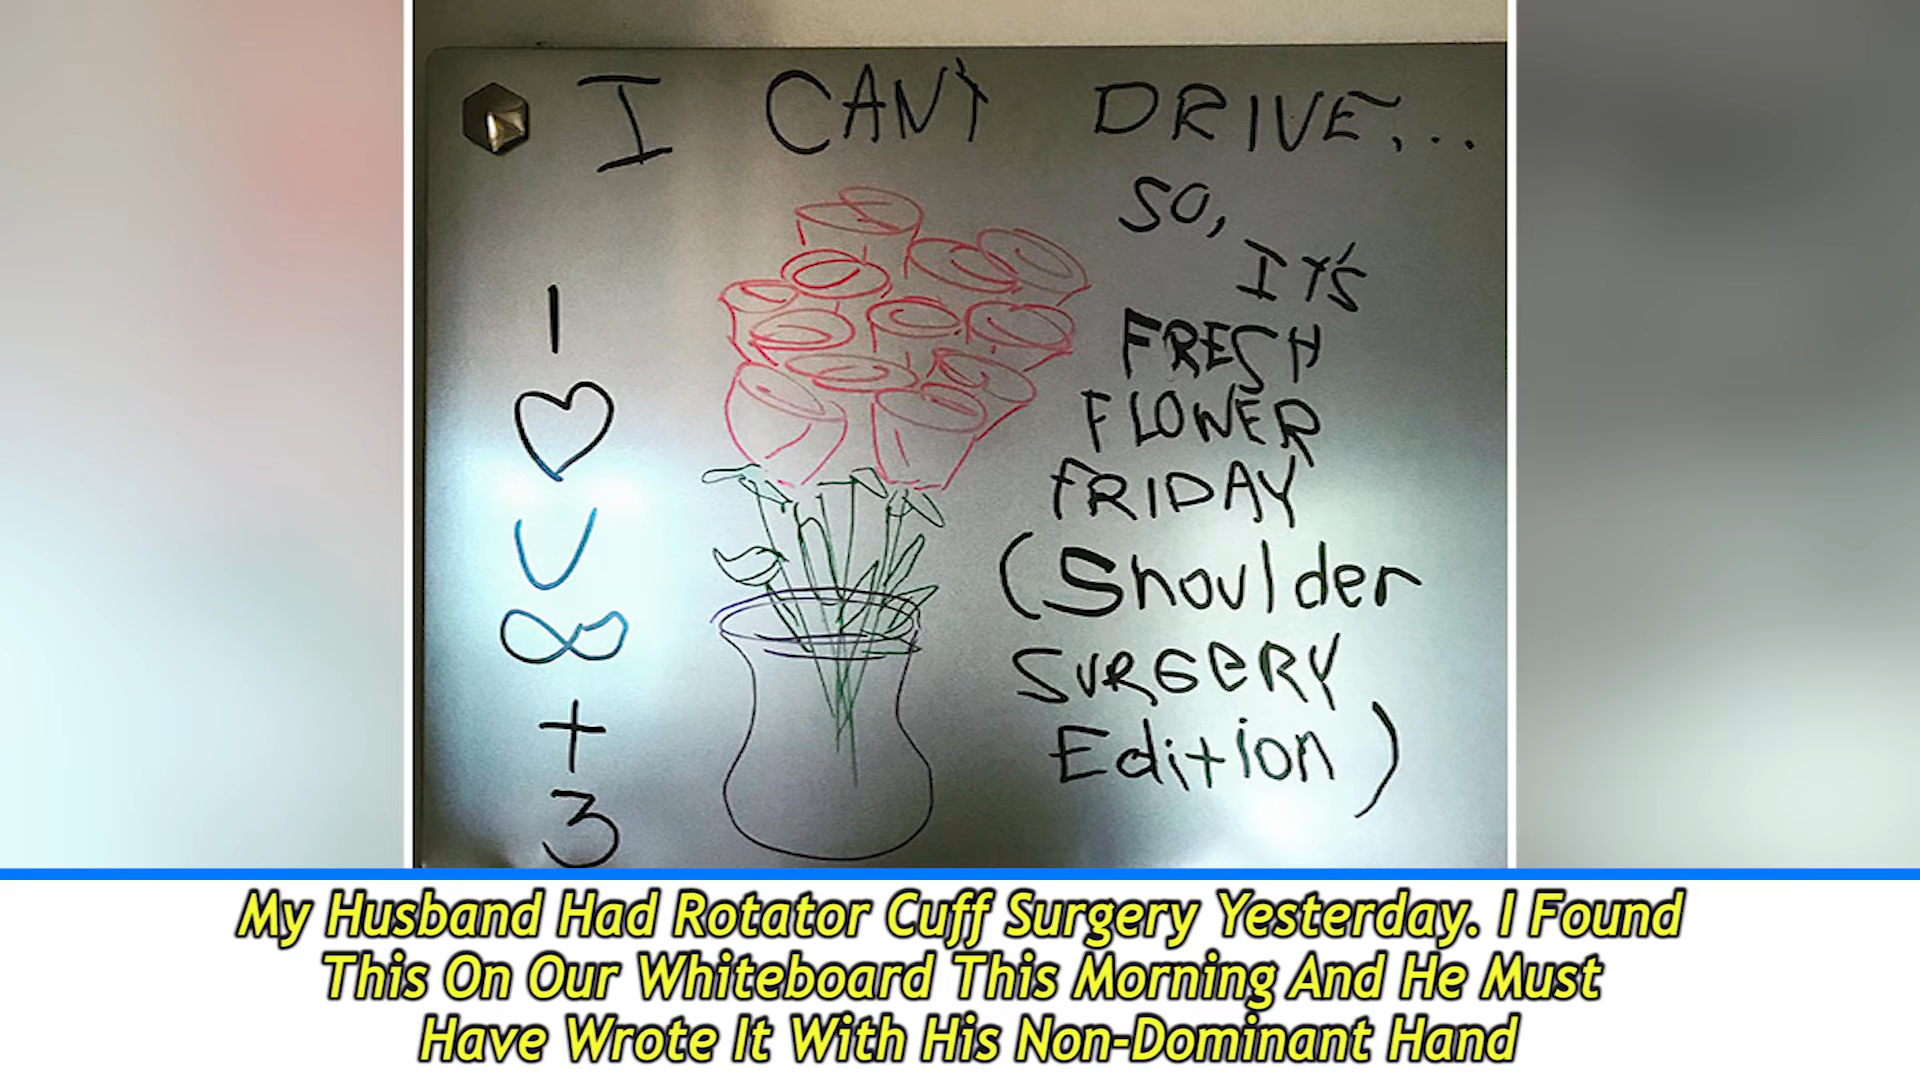 I CAN'T DRIVE...
SO,
IT'S
FRESH
FLOWER
FRIDAY
(Shoulder
SURGERY
Edition)
I
♡
U
∞
+
3
My Husband Had Rotator Cuff Surgery Yesterday. I Found
This On Our Whiteboard This Morning And He Must
Have Wrote It With His Non-Dominant Hand